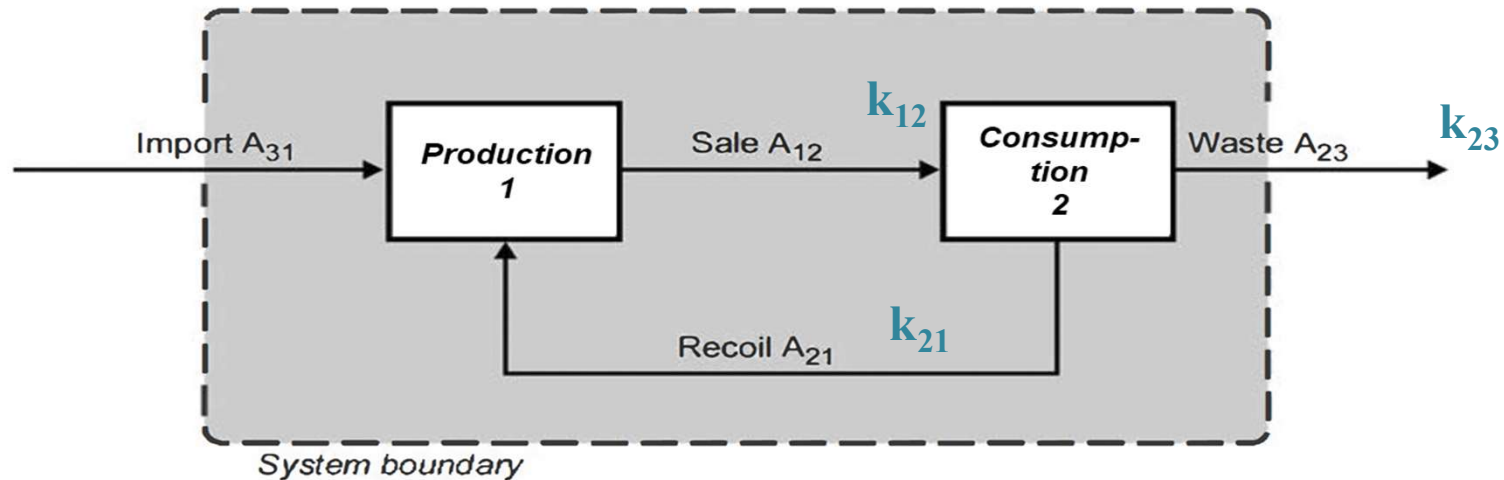 k₁₂
k₂₃
Import A₃₁
Production
1
Sale A₁₂
Consump-
tion
2
Waste A₂₃
Recoil A₂₁
k₂₁
System boundary